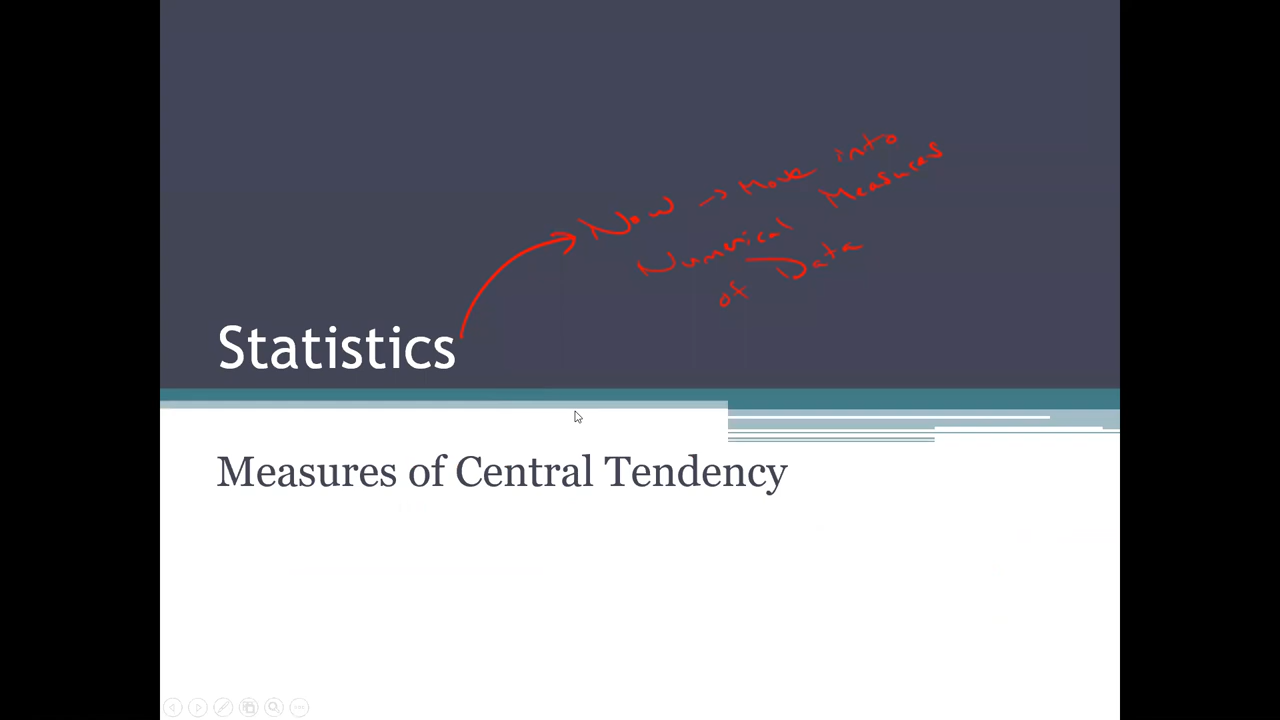 Now → Move into
Numerical Measures
of Data
Statistics
Measures of Central Tendency